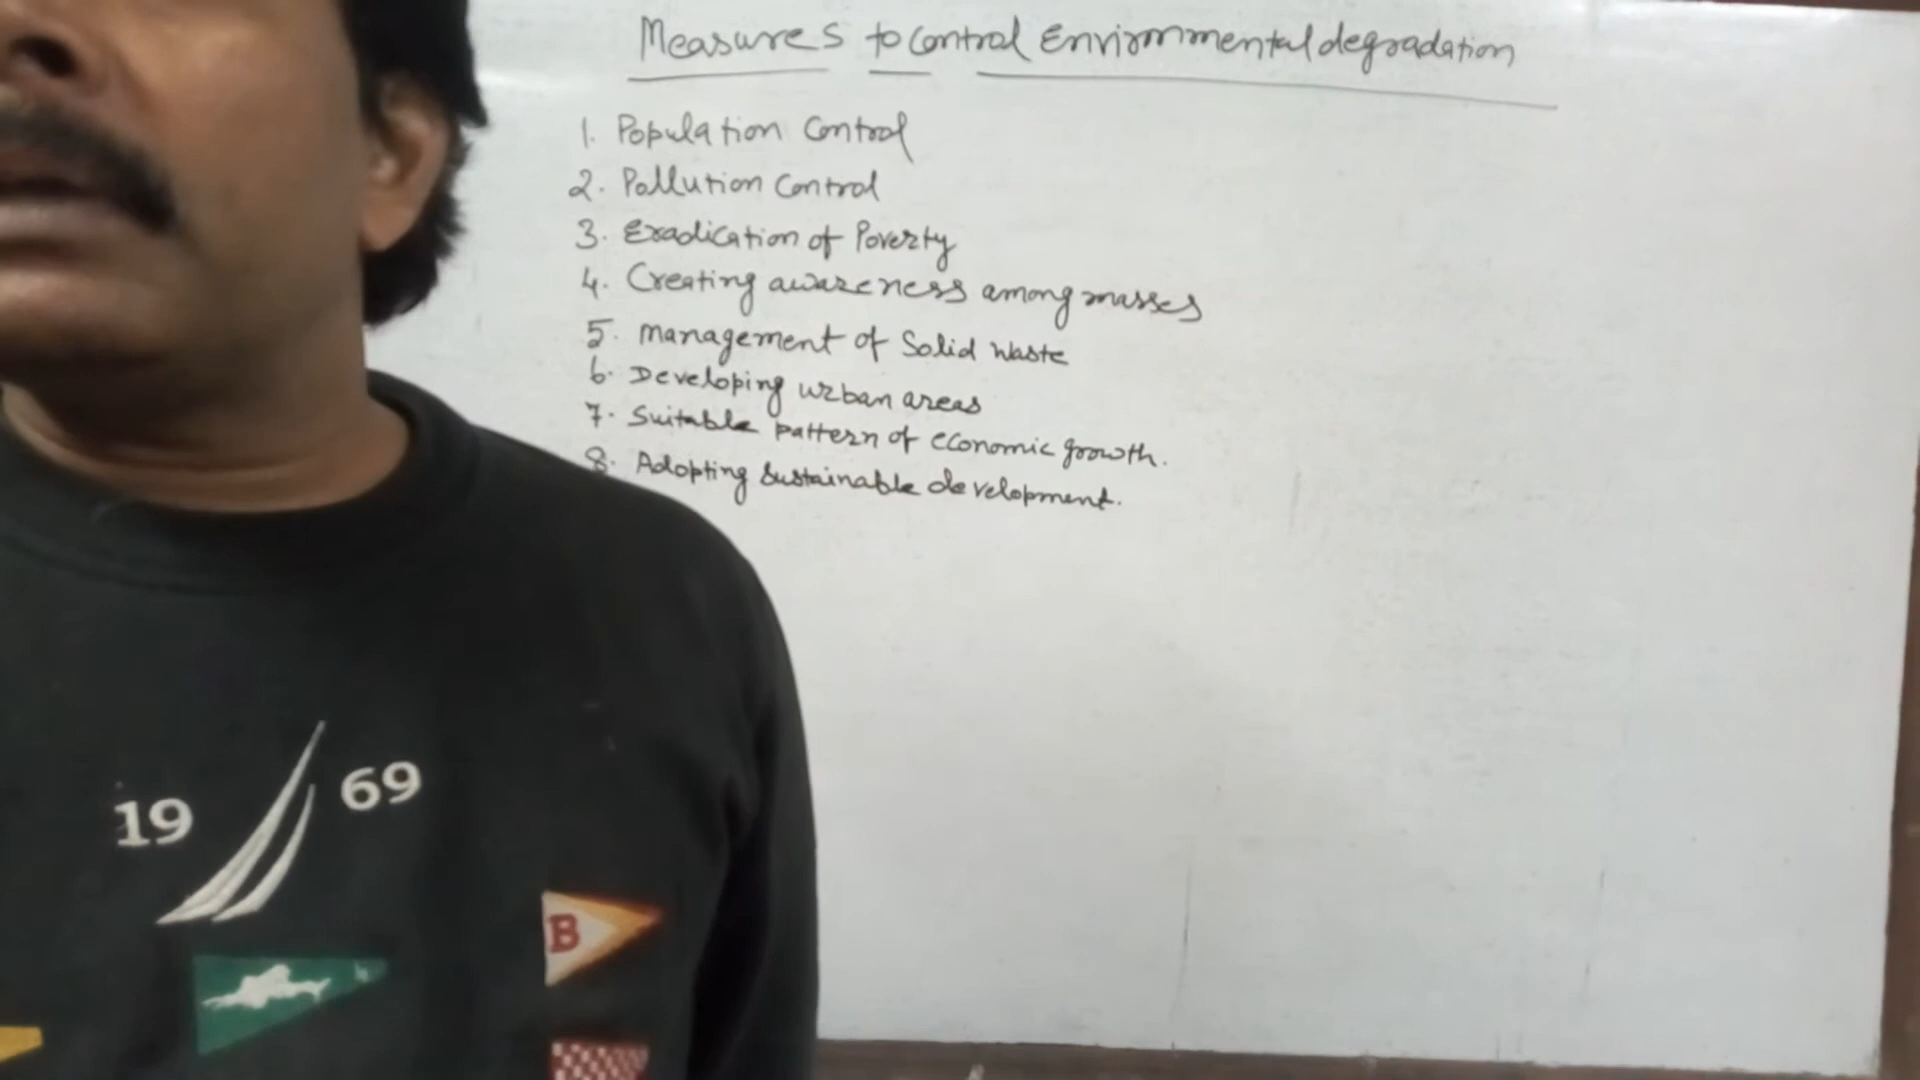 Measures to Control Environmental degradation
1. Population Control
2. Pollution Control
3. Eradication of Poverty
4. Creating awareness among masses
5. Management of Solid Waste
6. Developing urban areas
7. Suitable pattern of economic growth.
8. Adopting Sustainable development.
19 69
B